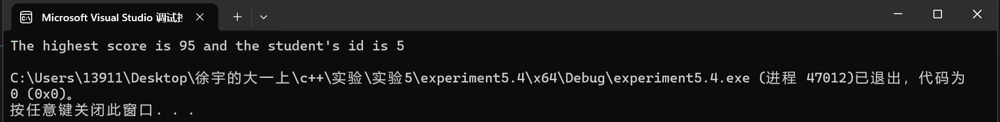 Microsoft Visual Studio 调试
The highest score is 95 and the student's id is 5
C:\Users\13911\Desktop\徐宇的大一上\c++\实验\实验5\experiment5.4\x64\Debug\experiment5.4.exe (进程 47012)已退出，代码为
0 (0x0)。
按任意键关闭此窗口. . .